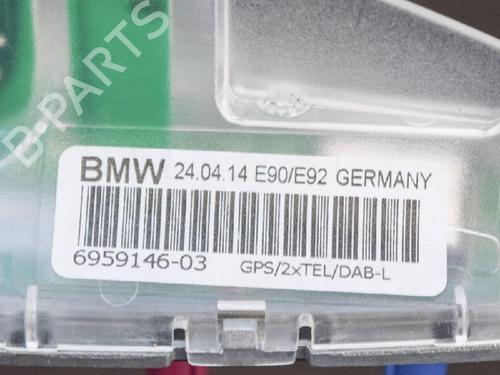 B-PARTS
BMW 24.04.14 E90/E92 GERMANY
6959146-03 GPS/2xTEL/DAB-L